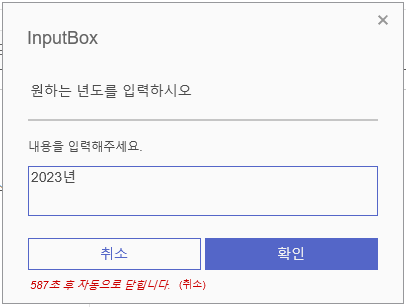 InputBox
원하는 년도를 입력하시오
내용을 입력해주세요.
2023년
취소 확인
587초 후 자동으로 닫힙니다. (취소)